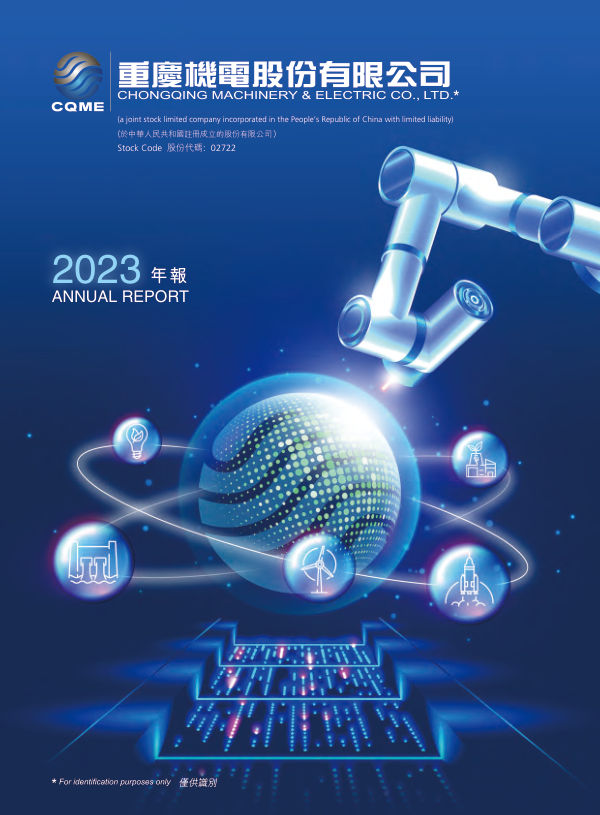 CQME
重慶機電股份有限公司
CHONGQING MACHINERY & ELECTRIC CO., LTD.*
(a joint stock limited company incorporated in the People's Republic of China with limited liability)
(於中華人民共和國註冊成立的股份有限公司)
Stock Code 股份代碼: 02722
2023 年報
ANNUAL REPORT
* For identification purposes only 僅供識別